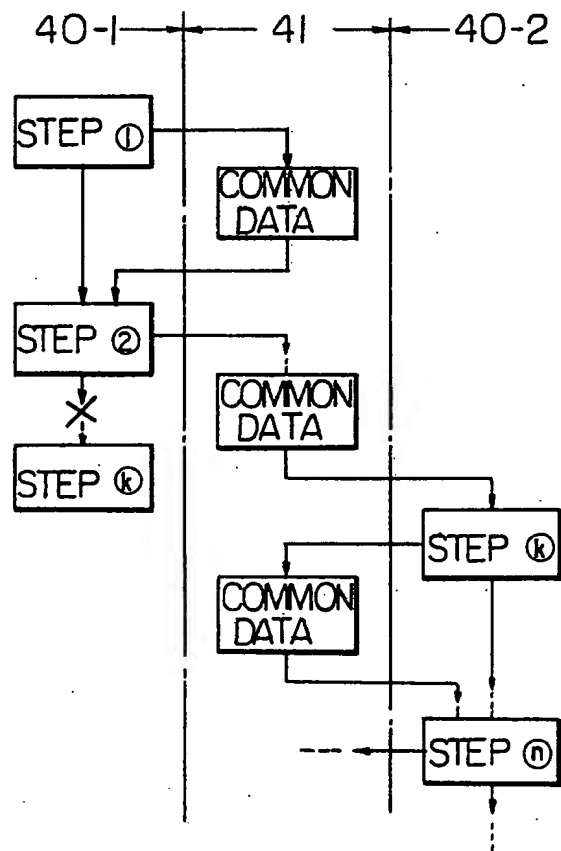 40-1 41 40-2
STEP ①
COMMON
DATA
STEP ②
COMMON
DATA
STEP ⓚ
STEP ⓚ
COMMON
DATA
STEP ⓝ